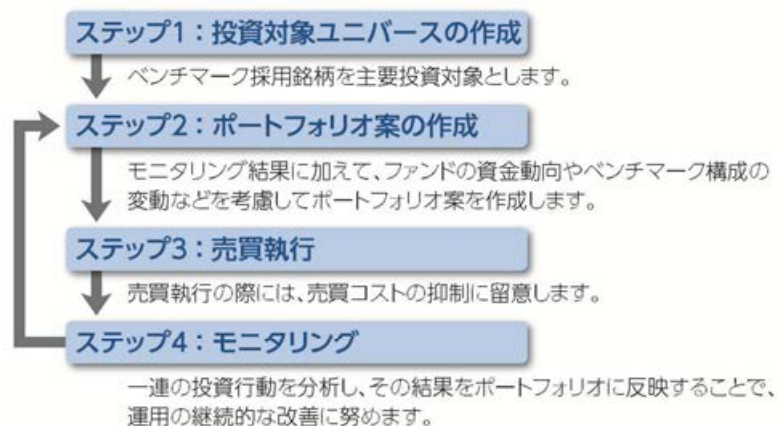 ステップ1：投資対象ユニバースの作成
ベンチマーク採用銘柄を主要投資対象とします。
ステップ2：ポートフォリオ案の作成
モニタリング結果に加えて、ファンドの資金動向やベンチマーク構成の
変動などを考慮してポートフォリオ案を作成します。
ステップ3：売買執行
売買執行の際には、売買コストの抑制に留意します。
ステップ4：モニタリング
一連の投資行動を分析し、その結果をポートフォリオに反映することで、
運用の継続的な改善に努めます。